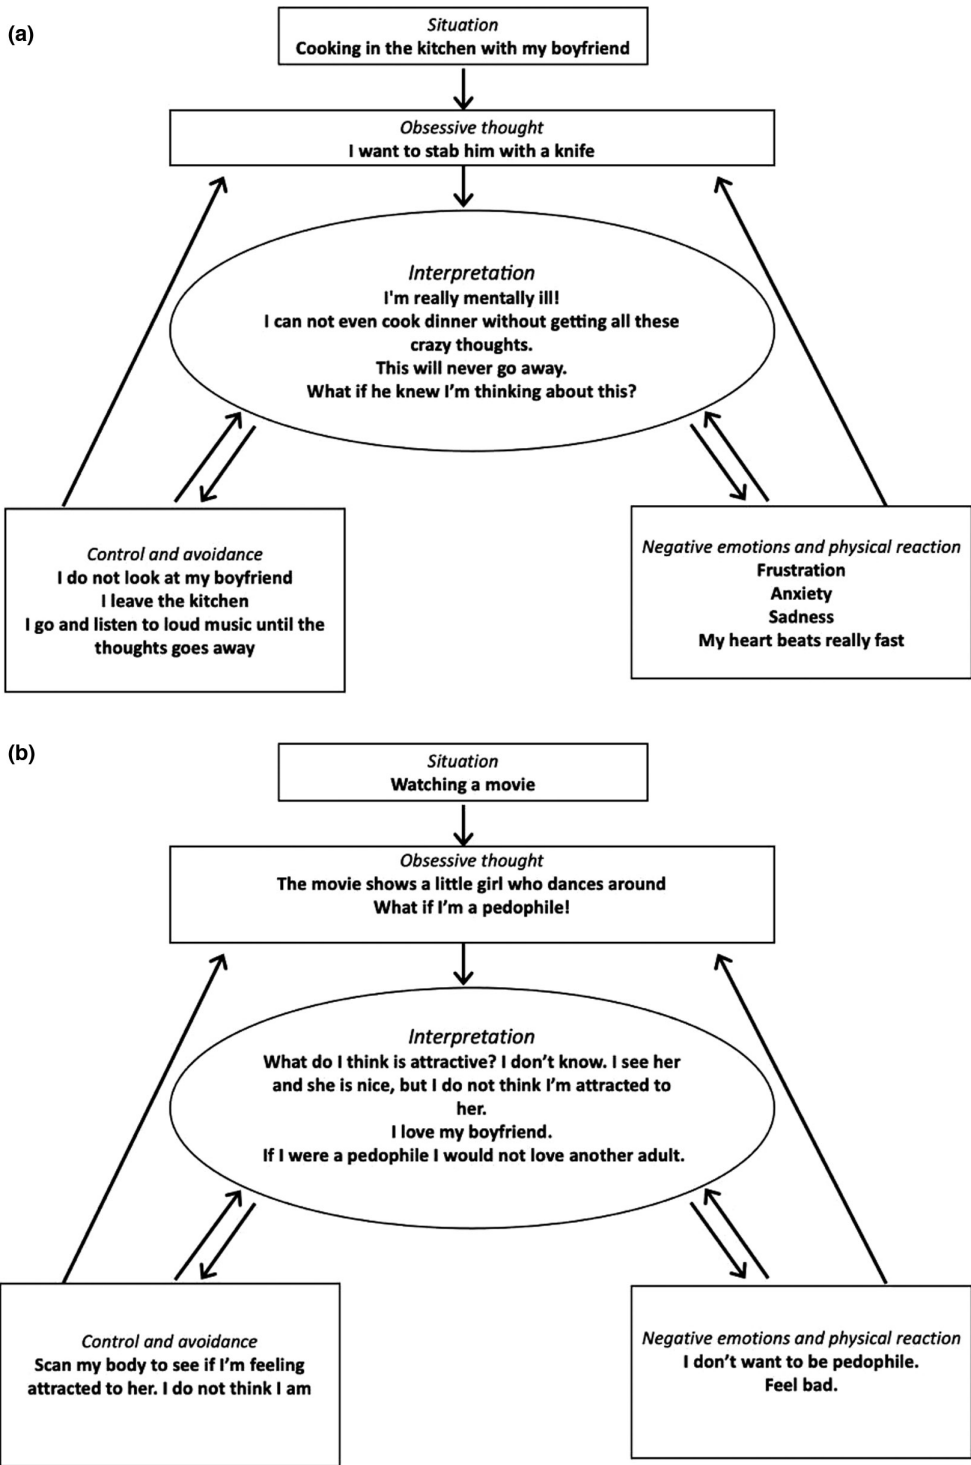 (a)
Situation
Cooking in the kitchen with my boyfriend
Obsessive thought
I want to stab him with a knife
Interpretation
I'm really mentally ill!
I can not even cook dinner without getting all these
crazy thoughts.
This will never go away.
What if he knew I'm thinking about this?
Control and avoidance
I do not look at my boyfriend
I leave the kitchen
I go and listen to loud music until the
thoughts goes away
Negative emotions and physical reaction
Frustration
Anxiety
Sadness
My heart beats really fast
(b)
Situation
Watching a movie
Obsessive thought
The movie shows a little girl who dances around
What if I'm a pedophile!
Interpretation
What do I think is attractive? I don't know. I see her
and she is nice, but I do not think I'm attracted to
her.
I love my boyfriend.
If I were a pedophile I would not love another adult.
Control and avoidance
Scan my body to see if I'm feeling
attracted to her. I do not think I am
Negative emotions and physical reaction
I don't want to be pedophile.
Feel bad.